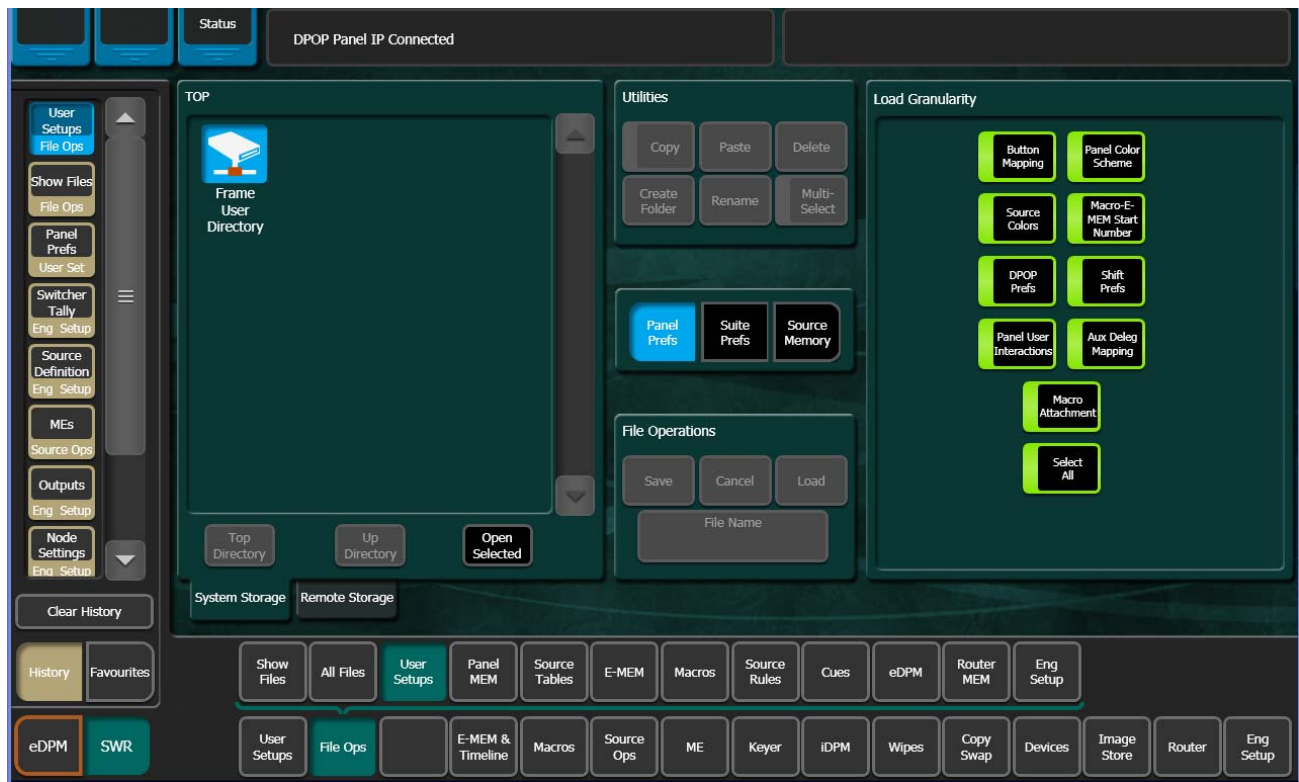 Status
DPOP Panel IP Connected
User
Setups
File Ops
Show Files
File Ops
Panel
Prefs
User Set
Switcher
Tally
Eng Setup
Source
Definition
Eng Setup
MEs
Source Ops
Outputs
Eng Setup
Node
Settings
Eng Setup
Clear History
History
Favourites
eDPM
SWR
TOP
Frame
User
Directory
Top
Directory
Up
Directory
Open
Selected
System Storage
Remote Storage
Utilities
Copy
Paste
Delete
Create
Folder
Rename
Multi-
Select
Panel
Prefs
Suite
Prefs
Source
Memory
File Operations
Save
Cancel
Load
File Name
Load Granularity
Button
Mapping
Panel Color
Scheme
Source
Colors
Macro-E-
MEM Start
Number
DPOP
Prefs
Shift
Prefs
Panel User
Interactions
Aux Deleg
Mapping
Macro
Attachment
Select
All
Show
Files
All Files
User
Setups
Panel
MEM
Source
Tables
E-MEM
Macros
Source
Rules
Cues
eDPM
Router
MEM
Eng
Setup
User
Setups
File Ops
E-MEM &
Timeline
Macros
Source
Ops
ME
Keyer
iDPM
Wipes
Copy
Swap
Devices
Image
Store
Router
Eng
Setup